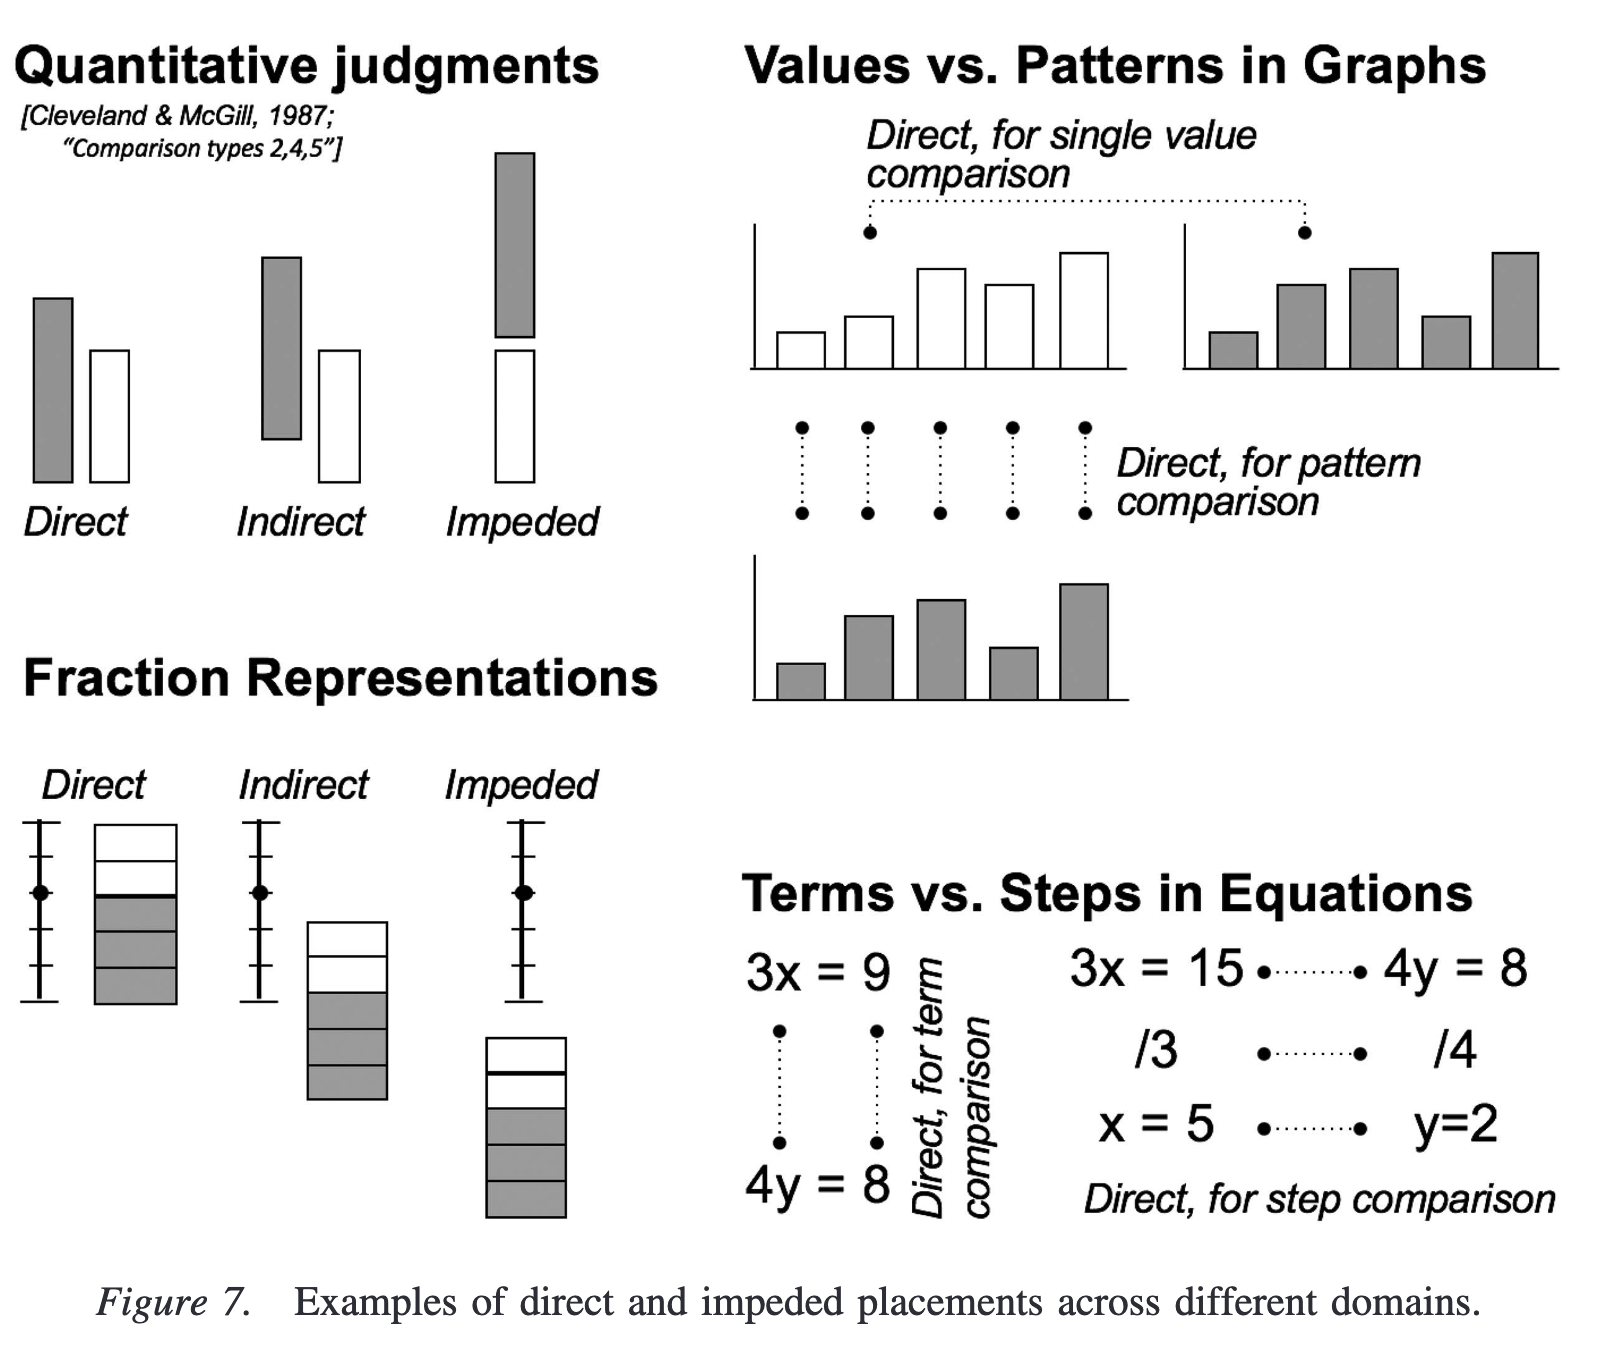 Quantitative judgments
[Cleveland & McGill, 1987;
“Comparison types 2,4,5”]
Direct
Indirect
Impeded
Values vs. Patterns in Graphs
Direct, for single value
comparison
Direct, for pattern
comparison
Fraction Representations
Direct
Indirect
Impeded
Terms vs. Steps in Equations
3x = 9
4y = 8
Direct, for term
comparison
3x = 15
4y = 8
/3
/4
x = 5
y=2
Direct, for step comparison
Figure 7. Examples of direct and impeded placements across different domains.